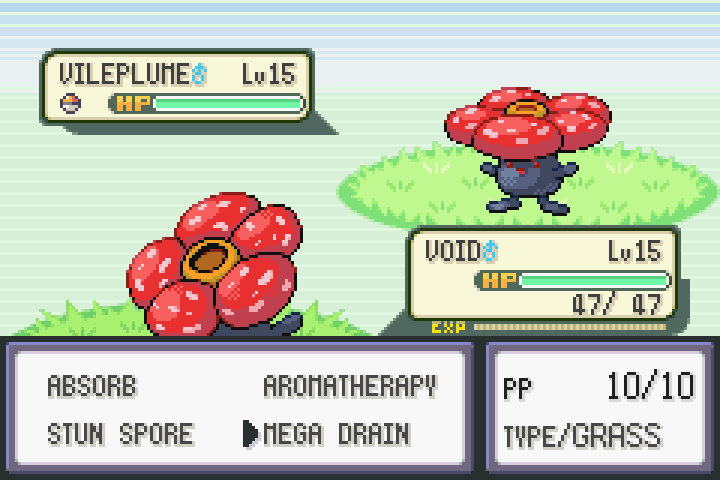 VILEPLUME♂ Lv15
HP
VOID♂ Lv15
HP
47/ 47
EXP
ABSORB AROMATHERAPY
STUN SPORE MEGA DRAIN
PP 10/10
TYPE/GRASS